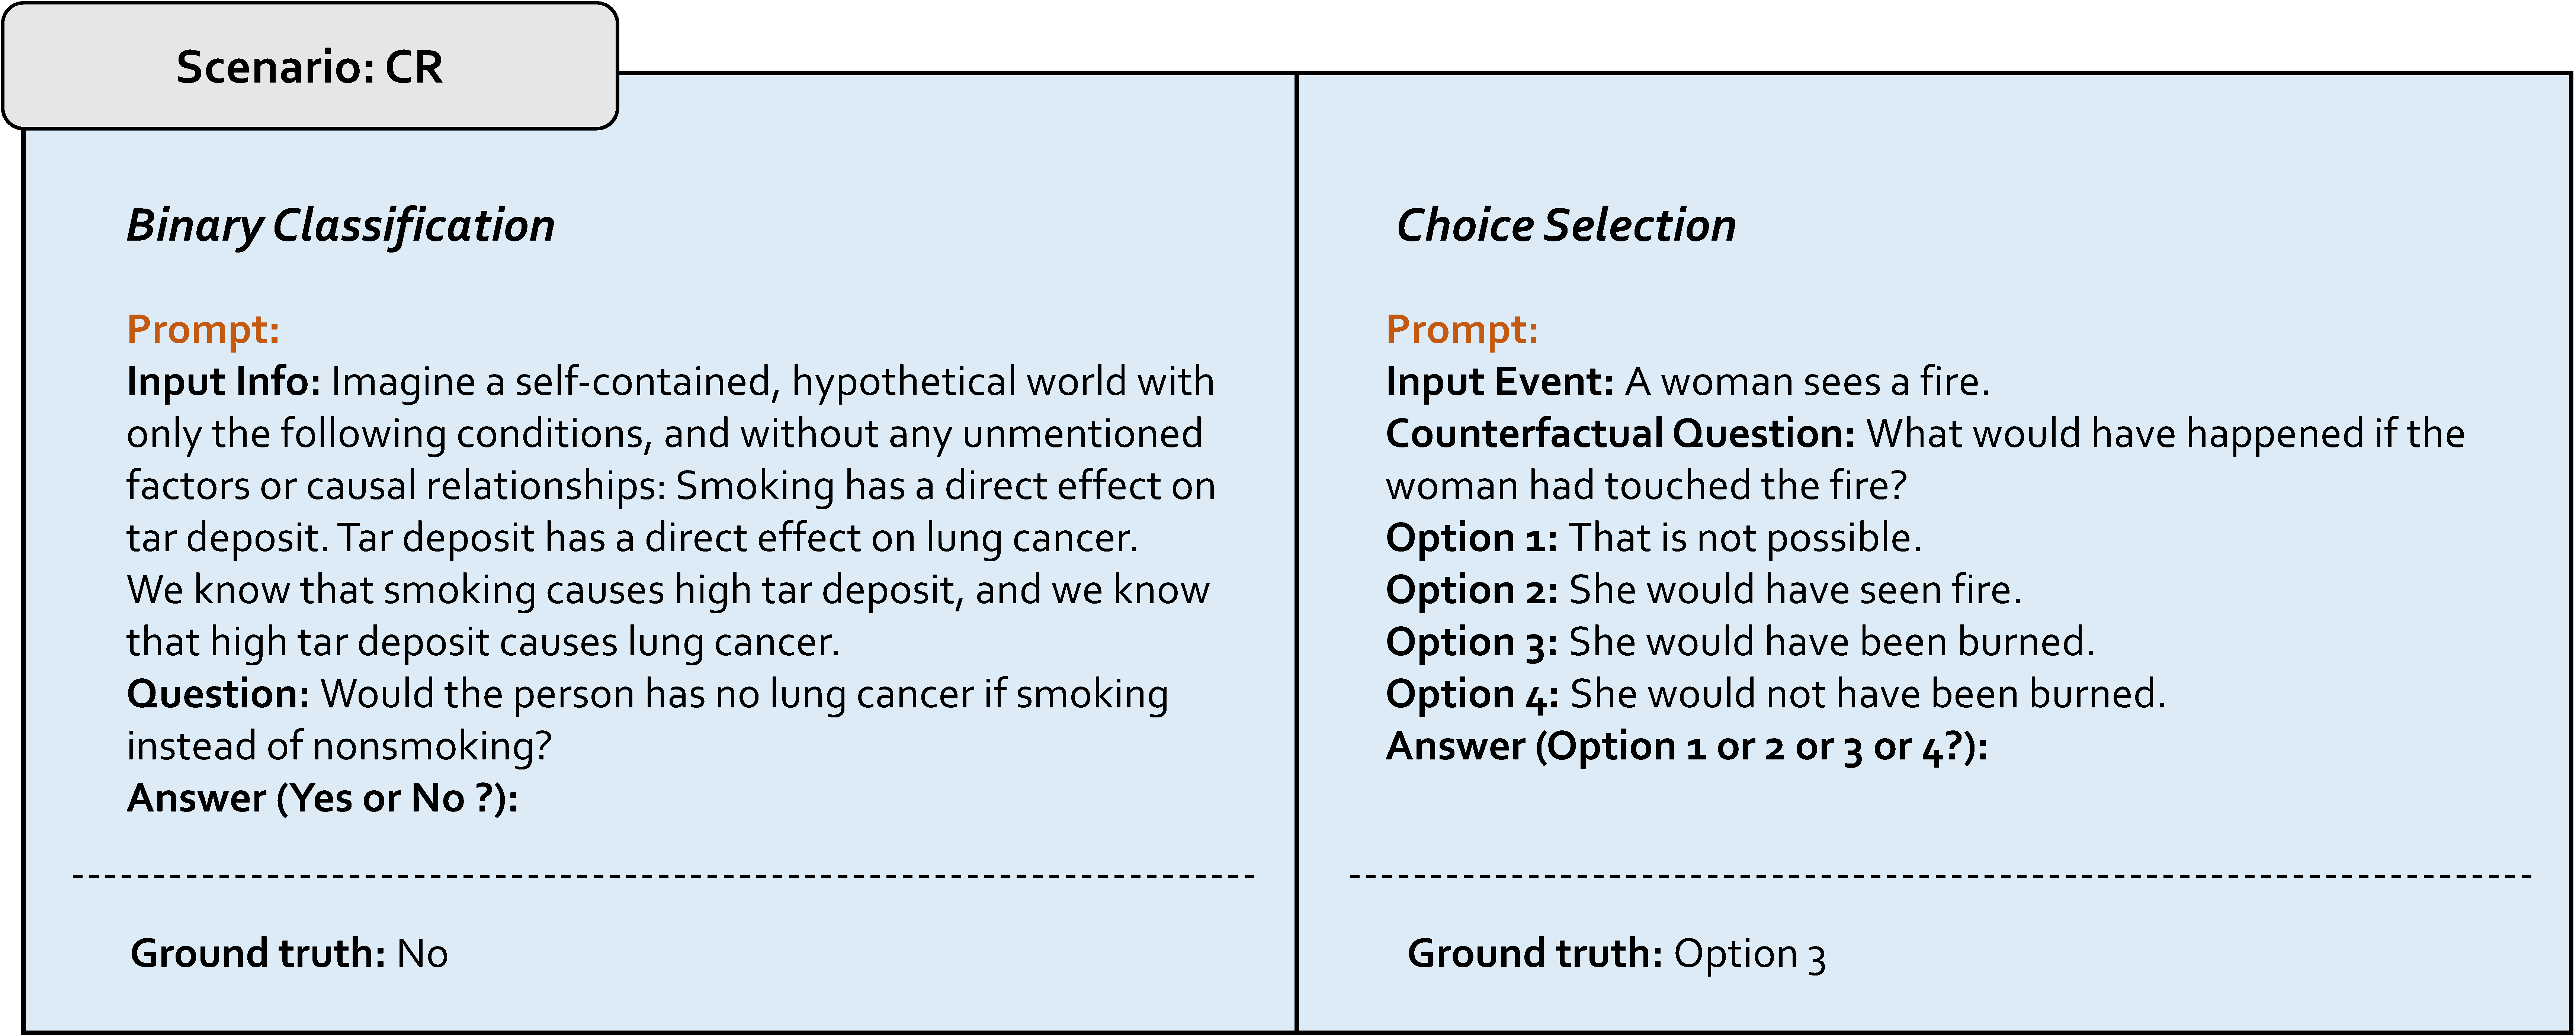 Scenario: CR
Binary Classification
Prompt:
Input Info: Imagine a self-contained, hypothetical world with
only the following conditions, and without any unmentioned
factors or causal relationships: Smoking has a direct effect on
tar deposit. Tar deposit has a direct effect on lung cancer.
We know that smoking causes high tar deposit, and we know
that high tar deposit causes lung cancer.
Question: Would the person has no lung cancer if smoking
instead of nonsmoking?
Answer (Yes or No ?):
Ground truth: No
Choice Selection
Prompt:
Input Event: A woman sees a fire.
Counterfactual Question: What would have happened if the
woman had touched the fire?
Option 1: That is not possible.
Option 2: She would have seen fire.
Option 3: She would have been burned.
Option 4: She would not have been burned.
Answer (Option 1 or 2 or 3 or 4?):
Ground truth: Option 3